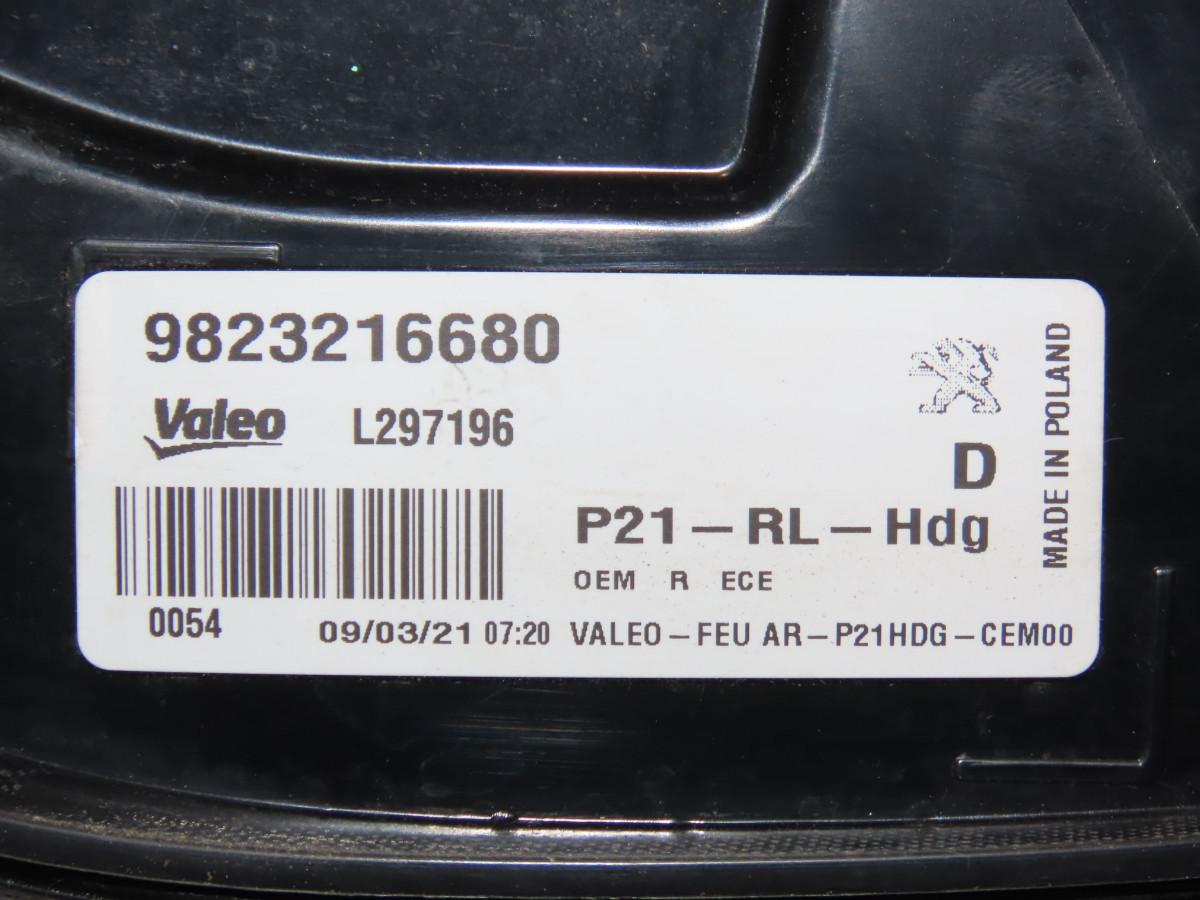 9823216680
Valeo L297196
D
MADE IN POLAND
P21-RL-Hdg
OEM R ECE
0054 09/03/21 07:20 VALEO-FEU AR-P21HDG-CEM00